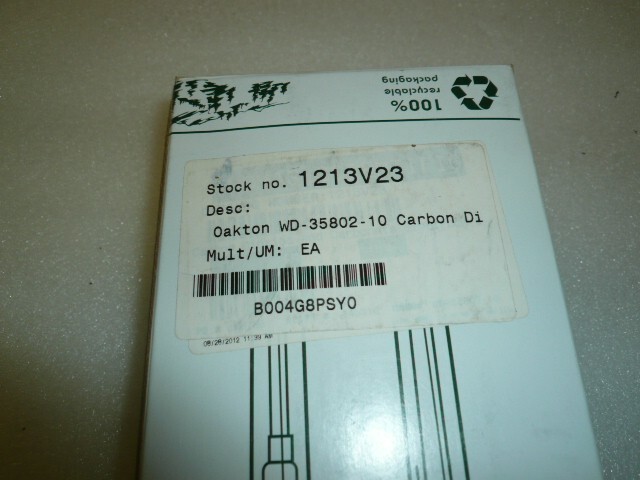 100%
recyclable
packaging
Stock no. 1213V23
Desc:
Oakton WD-35802-10 Carbon Di
Mult/UM: EA
B004G8PSY0
08/28/2012 11:39 AM